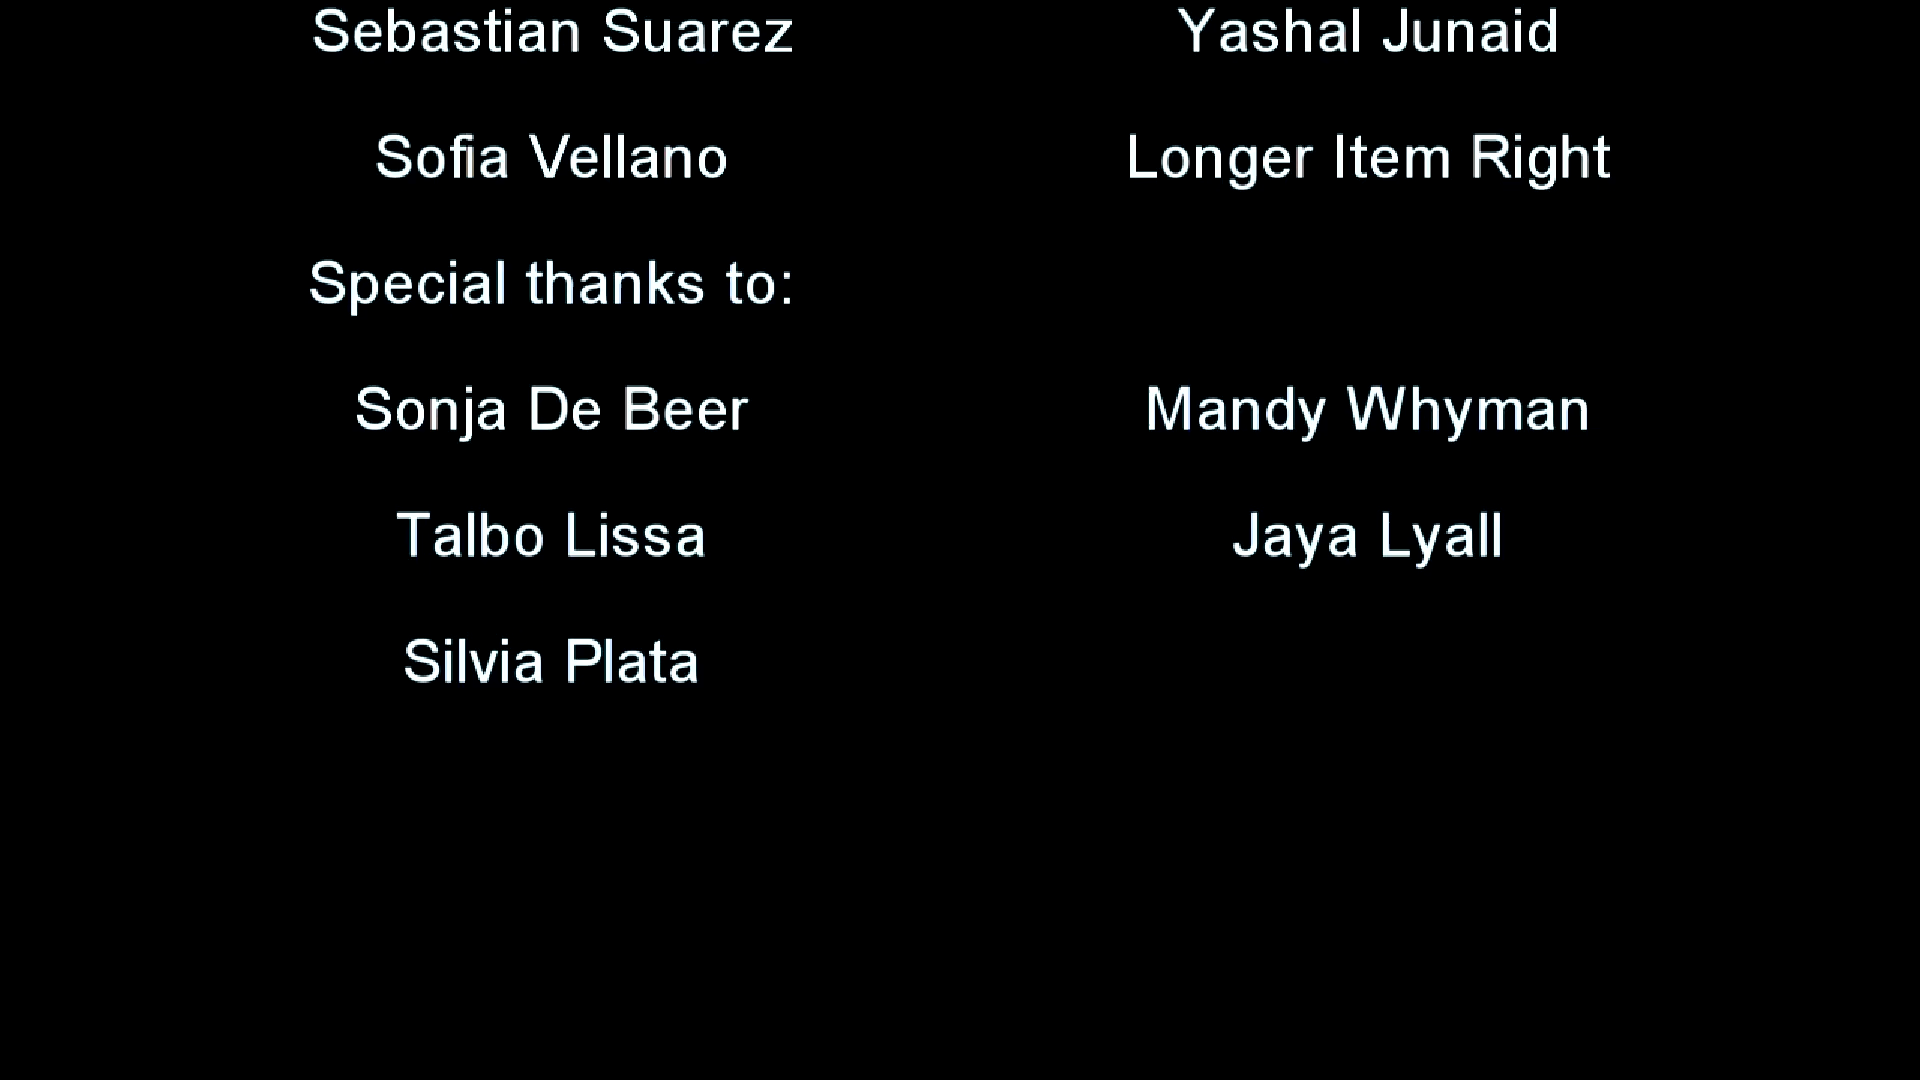 Sebastian Suarez Yashal Junaid
Sofia Vellano Longer Item Right
Special thanks to:
Sonja De Beer Mandy Whyman
Talbo Lissa Jaya Lyall
Silvia Plata